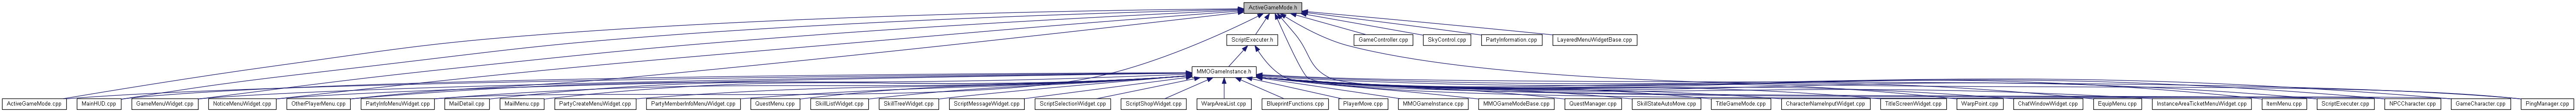 ActiveGameMode.h
ScriptExecuter.h
GameController.cpp
SkyControl.cpp
PartyInformation.cpp
LayeredMenuWidgetBase.cpp
MMOGameInstance.h
ActiveGameMode.cpp
MainHUD.cpp
GameMenuWidget.cpp
NoticeMenuWidget.cpp
OtherPlayerMenu.cpp
PartyInfoMenuWidget.cpp
MailDetail.cpp
MailMenu.cpp
PartyCreateMenuWidget.cpp
PartyMemberInfoMenuWidget.cpp
QuestMenu.cpp
SkillListWidget.cpp
SkillTreeWidget.cpp
ScriptMessageWidget.cpp
ScriptSelectionWidget.cpp
ScriptShopWidget.cpp
WarpAreaList.cpp
BlueprintFunctions.cpp
PlayerMove.cpp
MMOGameInstance.cpp
MMOGameModeBase.cpp
QuestManager.cpp
SkillStateAutoMove.cpp
TitleGameMode.cpp
CharacterNameInputWidget.cpp
TitleScreenWidget.cpp
WarpPoint.cpp
ChatWindowWidget.cpp
EquipMenu.cpp
InstanceAreaTicketMenuWidget.cpp
ItemMenu.cpp
ScriptExecuter.cpp
NPCCharacter.cpp
GameCharacter.cpp
PingManager.cpp